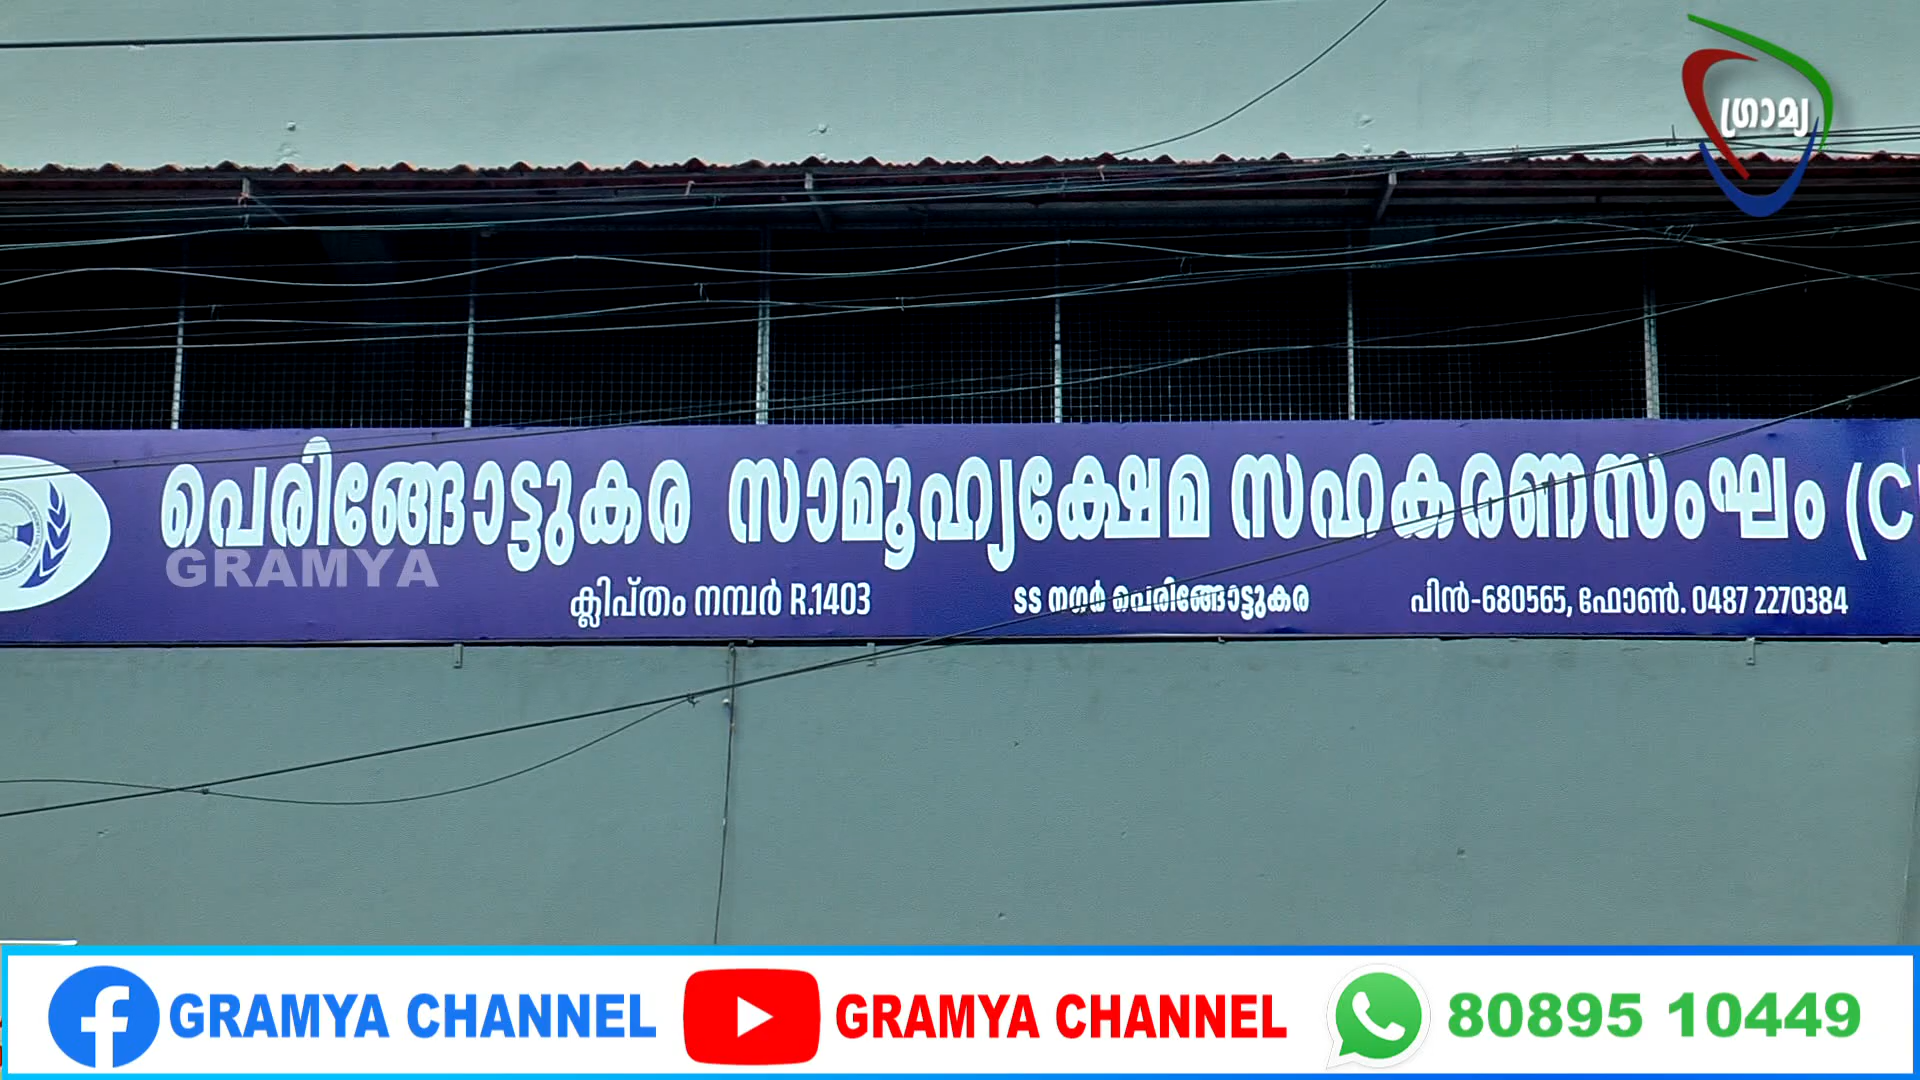 ഗ്രാമ്യ
പെരിങ്ങോട്ടുകര സാമൂഹ്യക്ഷേമ സഹകരണസംഘം (C
GRAMYA
ക്ലിപ്തം നമ്പർ R.1403 SS നഗർ പെരിങ്ങോട്ടുകര പിൻ-680565, ഫോൺ. 0487 2270384
GRAMYA CHANNEL GRAMYA CHANNEL 80895 10449